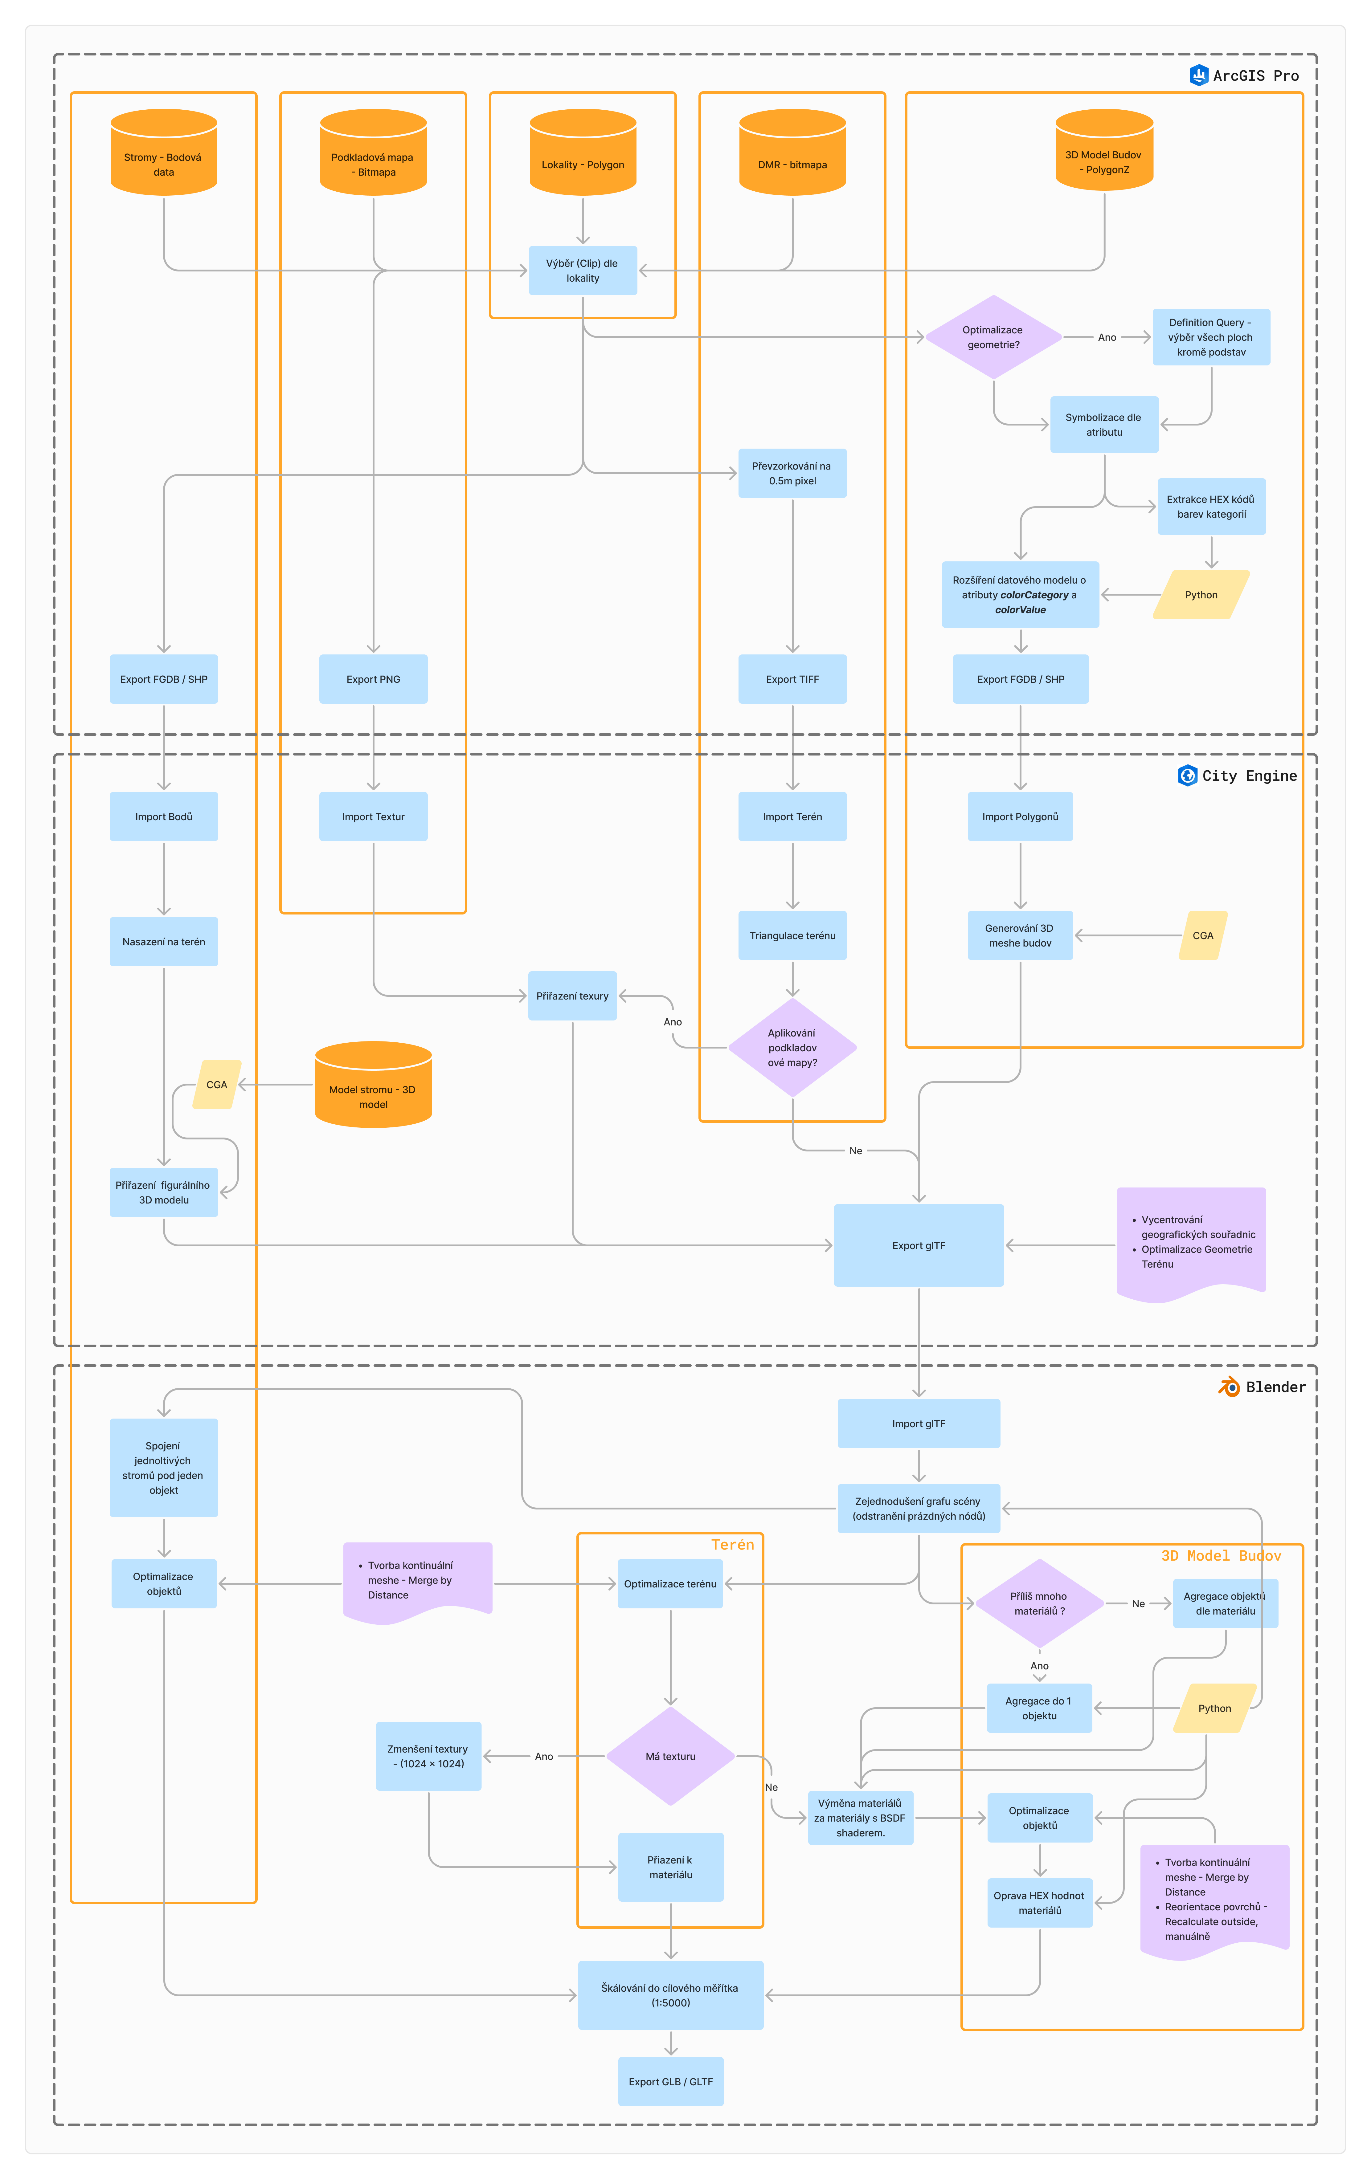 ArcGIS Pro
Stromy - Bodová
data
Podkladová mapa
- Bitmapa
Lokality - Polygon
DMR - bitmapa
3D Model Budov
- PolygonZ
Výběr (Clip) dle
lokality
Optimalizace
geometrie?
Ano
Definition Query -
výběr všech ploch
kromě podstav
Symbolizace dle
atributu
Převzorkování na
0.5m pixel
Extrakce HEX kódů
barev kategorií
Rozšíření datového modelu o
atributy colorCategory a
colorValue
Python
Export FGDB / SHP
Export PNG
Export TIFF
Export FGDB / SHP
City Engine
Import Bodů
Import Textur
Import Terén
Import Polygonů
Nasazení na terén
Triangulace terénu
Generování 3D
meshe budov
CGA
Přiřazení texury
Ano
Aplikování
podkladov
ové mapy?
CGA
Model stromu - 3D
model
Ne
Přiřazení figurálního
3D modelu
Export glTF
• Vycentrování
geografických souřadnic
• Optimalizace Geometrie
Terénu
Blender
Import glTF
Spojení
jednoltivých
stromů pod jeden
objekt
Zejednodušení grafu scény
(odstranění prázdných nódů)
Terén
3D Model Budov
Optimalizace
objektů
• Tvorba kontinuální
meshe - Merge by
Distance
Optimalizace terénu
Příliš mnoho
materiálů ?
Ne
Agregace objektů
dle materiálu
Ano
Agregace do 1
objektu
Python
Zmenšení textury
- (1024 × 1024)
Ano
Má texturu
Ne
Výměna materiálů
za materiály s BSDF
shaderem.
Optimalizace
objektů
Přiazení k
materiálu
Oprava HEX hodnot
materiálů
• Tvorba kontinuální
meshe - Merge by
Distance
• Reorientace povrchů -
Recalculate outside,
manuálně
Škálování do cílového měřítka
(1:5000)
Export GLB / GLTF